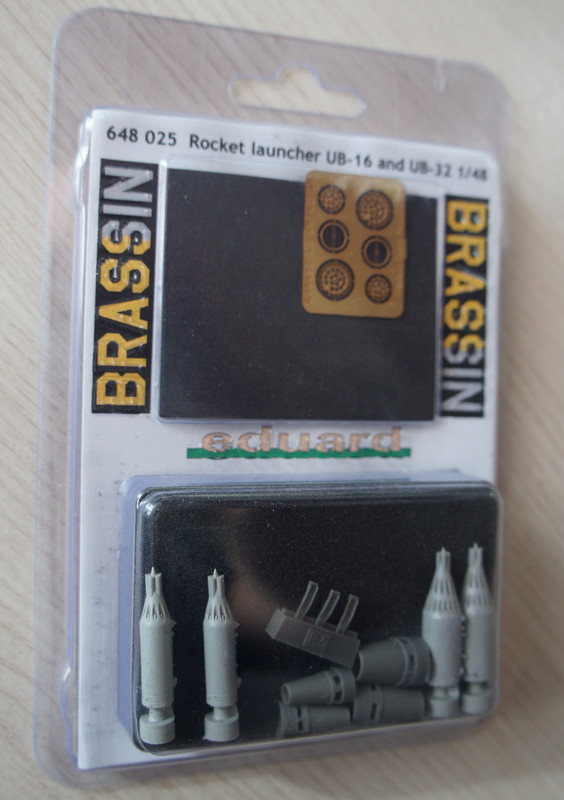 648 025 Rocket launcher UB-16 and UB-32 1/48
BRASSIN
BRASSIN
eduard